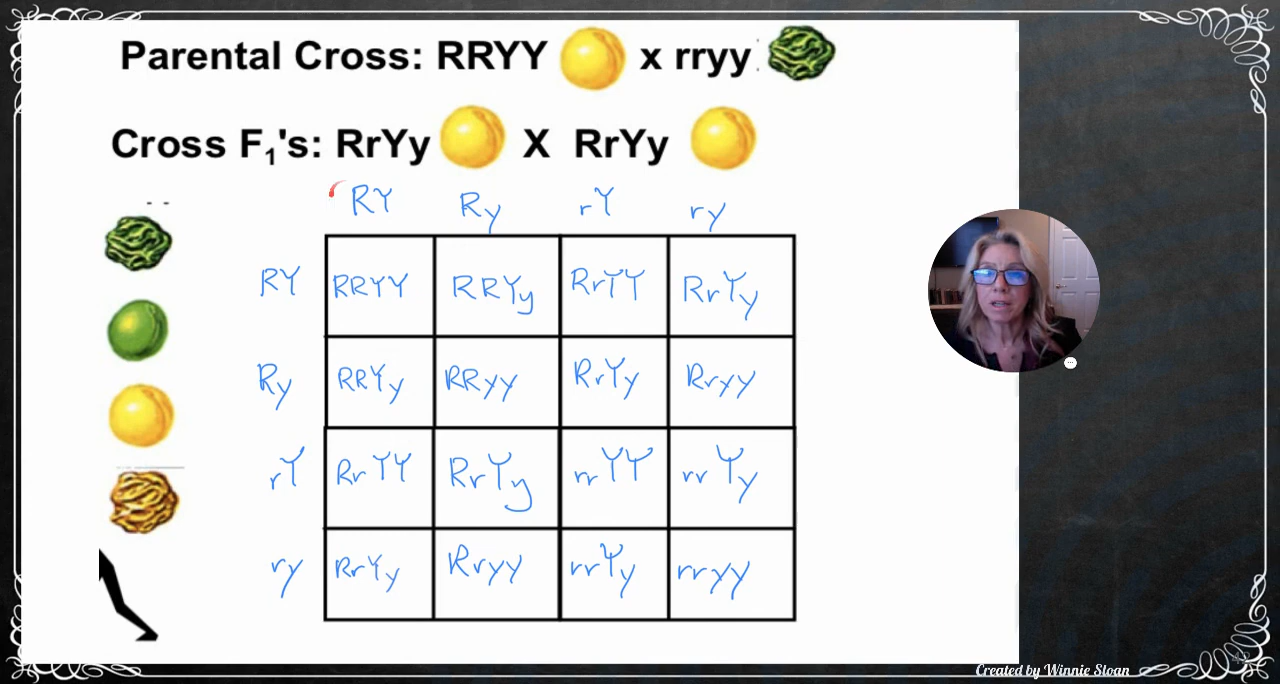 Parental Cross: RRYY x rryy
Cross F₁'s: RrYy X RrYy
RY Ry rY ry
RY RRYY RRYy RrYY RrYy
Ry RRYy RRyy RrYy Rryy
rY RrYY RrYy rrYY rrYy
ry RrYy Rryy rrYy rryy
Created by Winnie Sloan